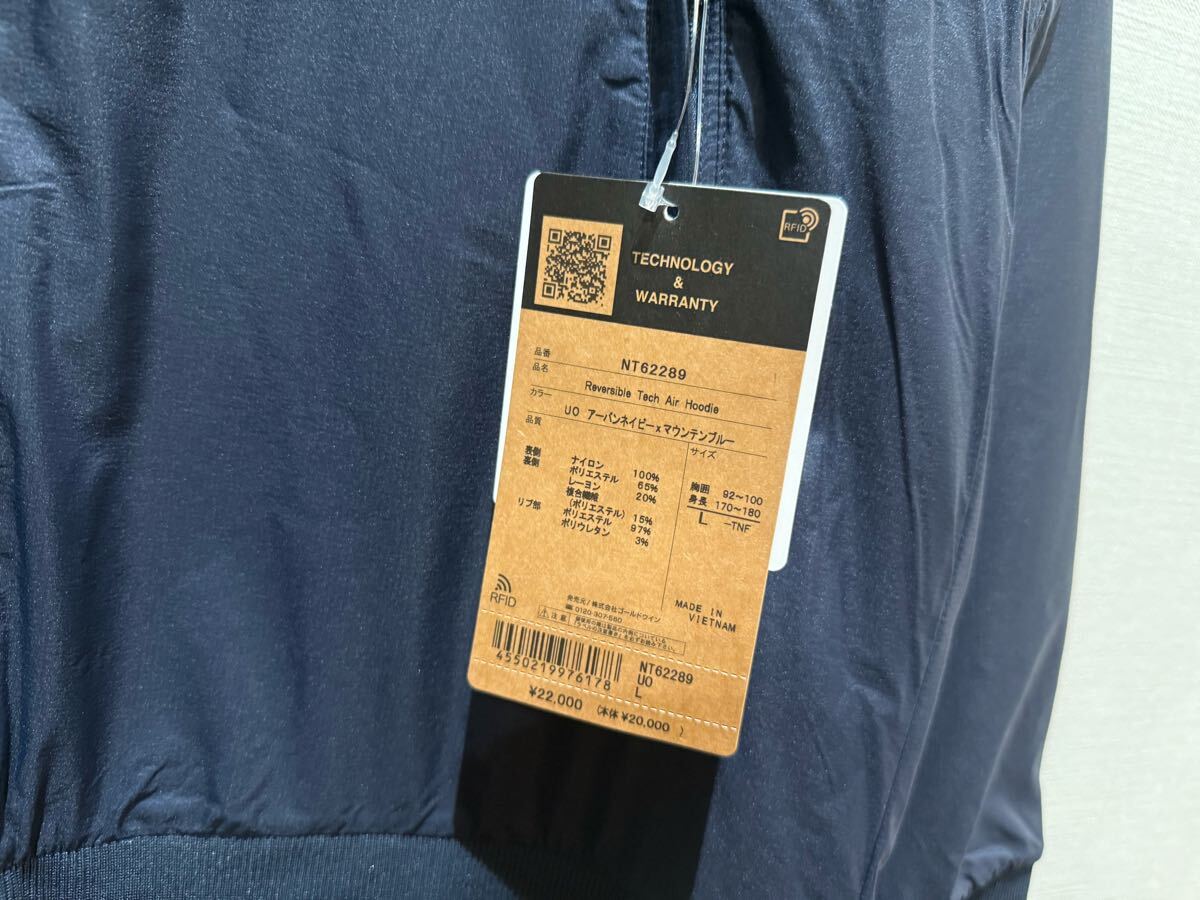 RFID
TECHNOLOGY
&
WARRANTY
品番 NT62289
品名 Reversible Tech Air Hoodie
カラー UO アーバンネイビーxマウンテンブルー
品質
サイズ
表側 ナイロン 100%
裏側 ポリエステル 65%
レーヨン 20%
複合繊維
(ポリエステル) 15%
リブ部 ポリエステル 97%
ポリウレタン 3%
胸囲 92~100
身長 170~180
L -TNF
RFID
発売元/株式会社ゴールドウイン
0120-307-560
MADE IN
VIETNAM
注意
4550219976178
NT62289
UO
L
¥22,000 (本体 ¥20,000 )